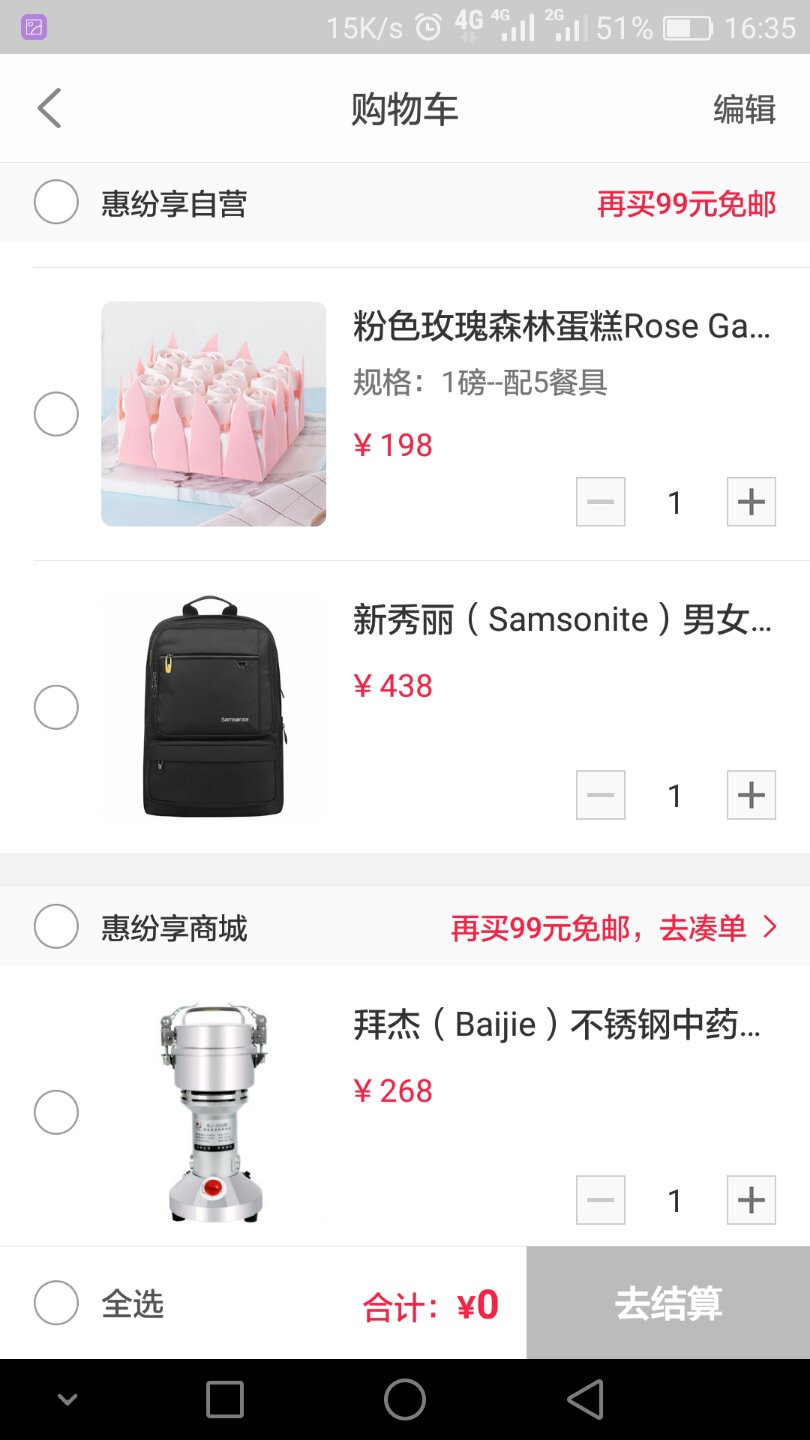 15K/s 4G 4G 2G 51% 16:35
购物车 编辑
惠纷享自营 再买99元免邮
粉色玫瑰森林蛋糕Rose Ga...
规格：1磅--配5餐具
¥ 198
1
新秀丽（Samsonite）男女...
Samsonite
¥ 438
1
惠纷享商城 再买99元免邮，去凑单
拜杰（Baijie）不锈钢中药...
¥ 268
1
全选 合计：¥0 去结算